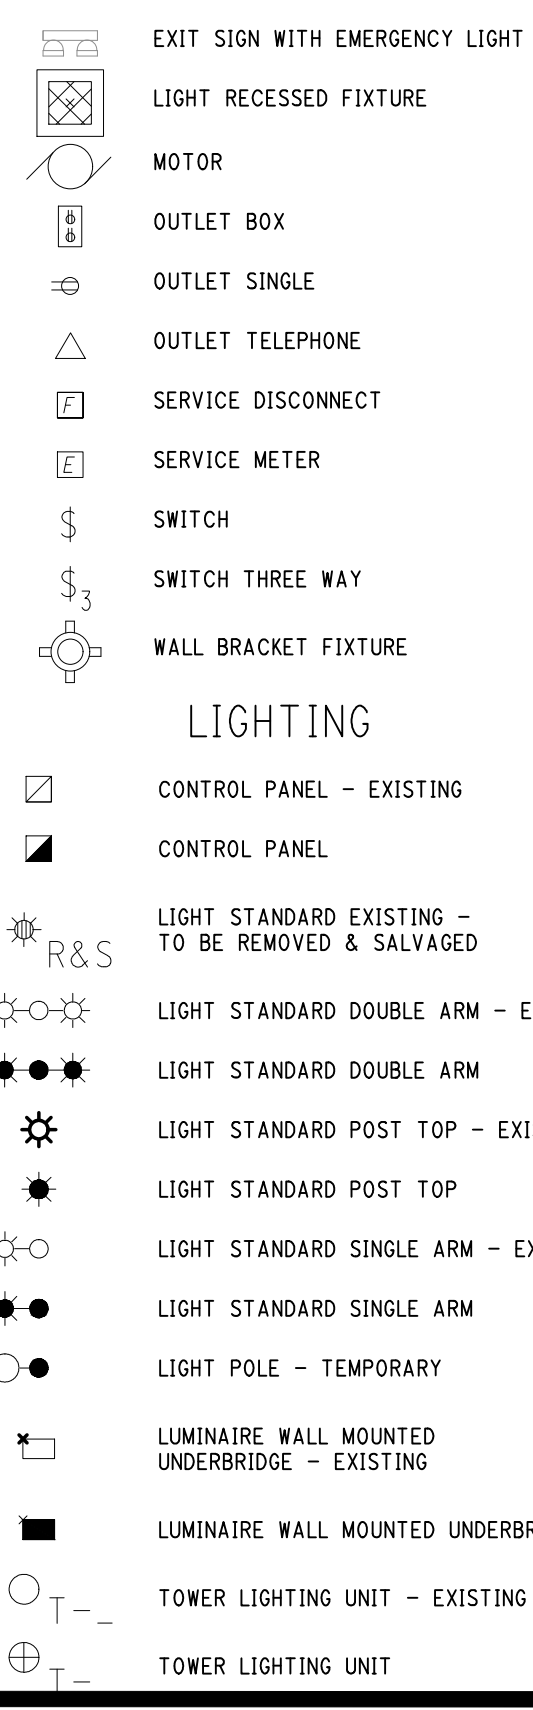 EXIT SIGN WITH EMERGENCY LIGHT
LIGHT RECESSED FIXTURE
MOTOR
OUTLET BOX
OUTLET SINGLE
OUTLET TELEPHONE
F SERVICE DISCONNECT
E SERVICE METER
$ SWITCH
$3 SWITCH THREE WAY
WALL BRACKET FIXTURE
LIGHTING
CONTROL PANEL - EXISTING
CONTROL PANEL
LIGHT STANDARD EXISTING -
R&S TO BE REMOVED & SALVAGED
LIGHT STANDARD DOUBLE ARM - E
LIGHT STANDARD DOUBLE ARM
LIGHT STANDARD POST TOP - EXI
LIGHT STANDARD POST TOP
LIGHT STANDARD SINGLE ARM - EX
LIGHT STANDARD SINGLE ARM
LIGHT POLE - TEMPORARY
LUMINAIRE WALL MOUNTED
UNDERBRIDGE - EXISTING
LUMINAIRE WALL MOUNTED UNDERBR
T-_ TOWER LIGHTING UNIT - EXISTING
T- TOWER LIGHTING UNIT